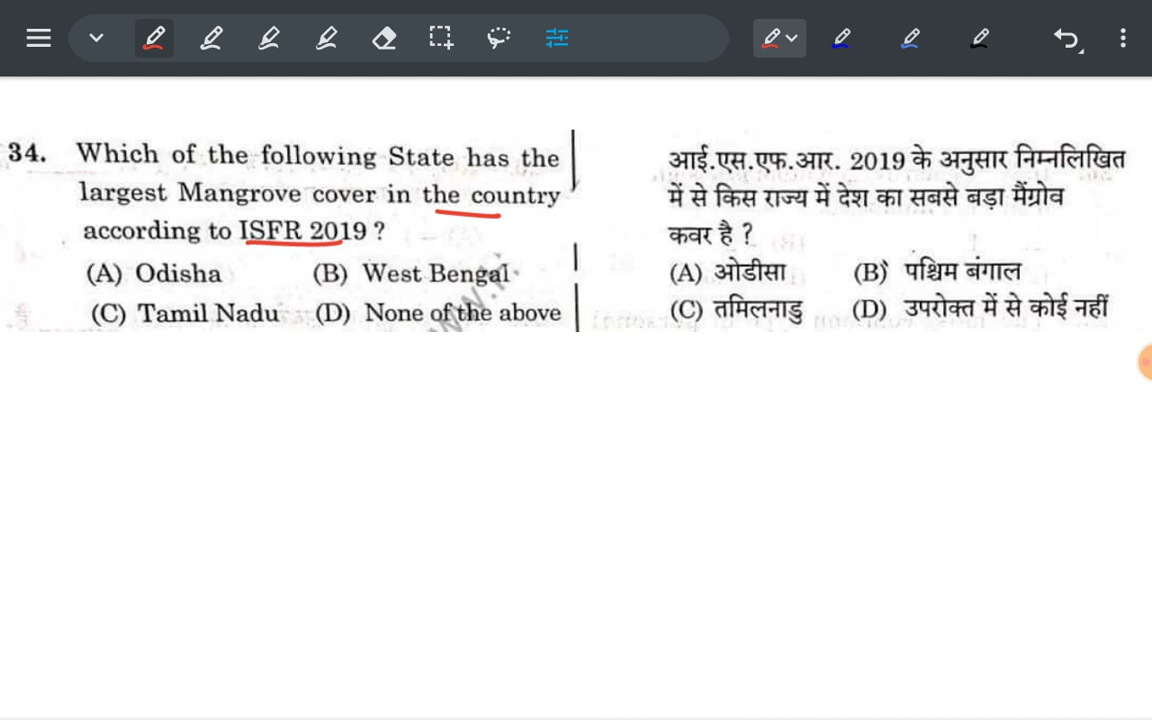 34. Which of the following State has the
largest Mangrove cover in the country
according to ISFR 2019 ?
(A) Odisha (B) West Bengal
(C) Tamil Nadu (D) None of the above
आई.एस.एफ.आर. 2019 के अनुसार निम्नलिखित
में से किस राज्य में देश का सबसे बड़ा मैंग्रोव
कवर है ?
(A) ओडीसा (B) पश्चिम बंगाल
(C) तमिलनाडु (D) उपरोक्त में से कोई नहीं